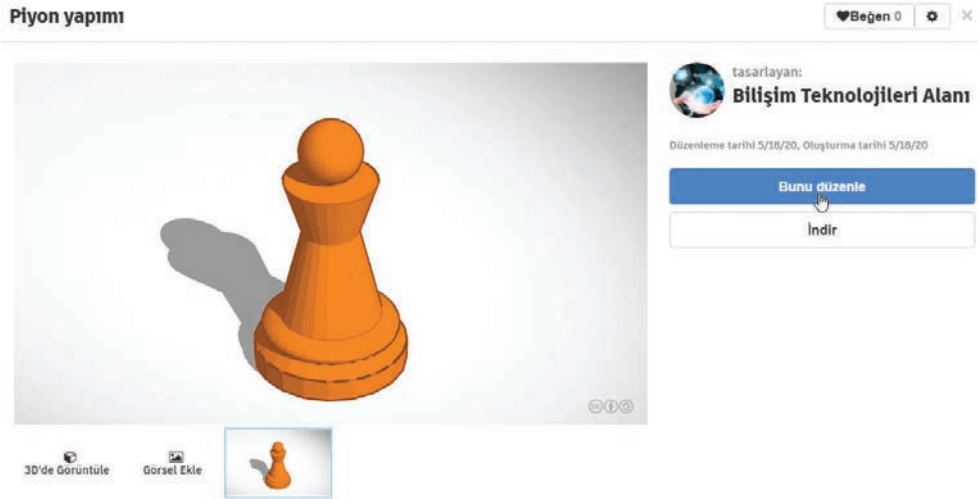 Piyon yapımı
Beğen 0
tasarlayan:
Bilişim Teknolojileri Alanı
Düzenleme tarihi 5/18/20, Oluşturma tarihi 5/18/20
Bunu düzenle
İndir
3D'de Görüntüle
Görsel Ekle